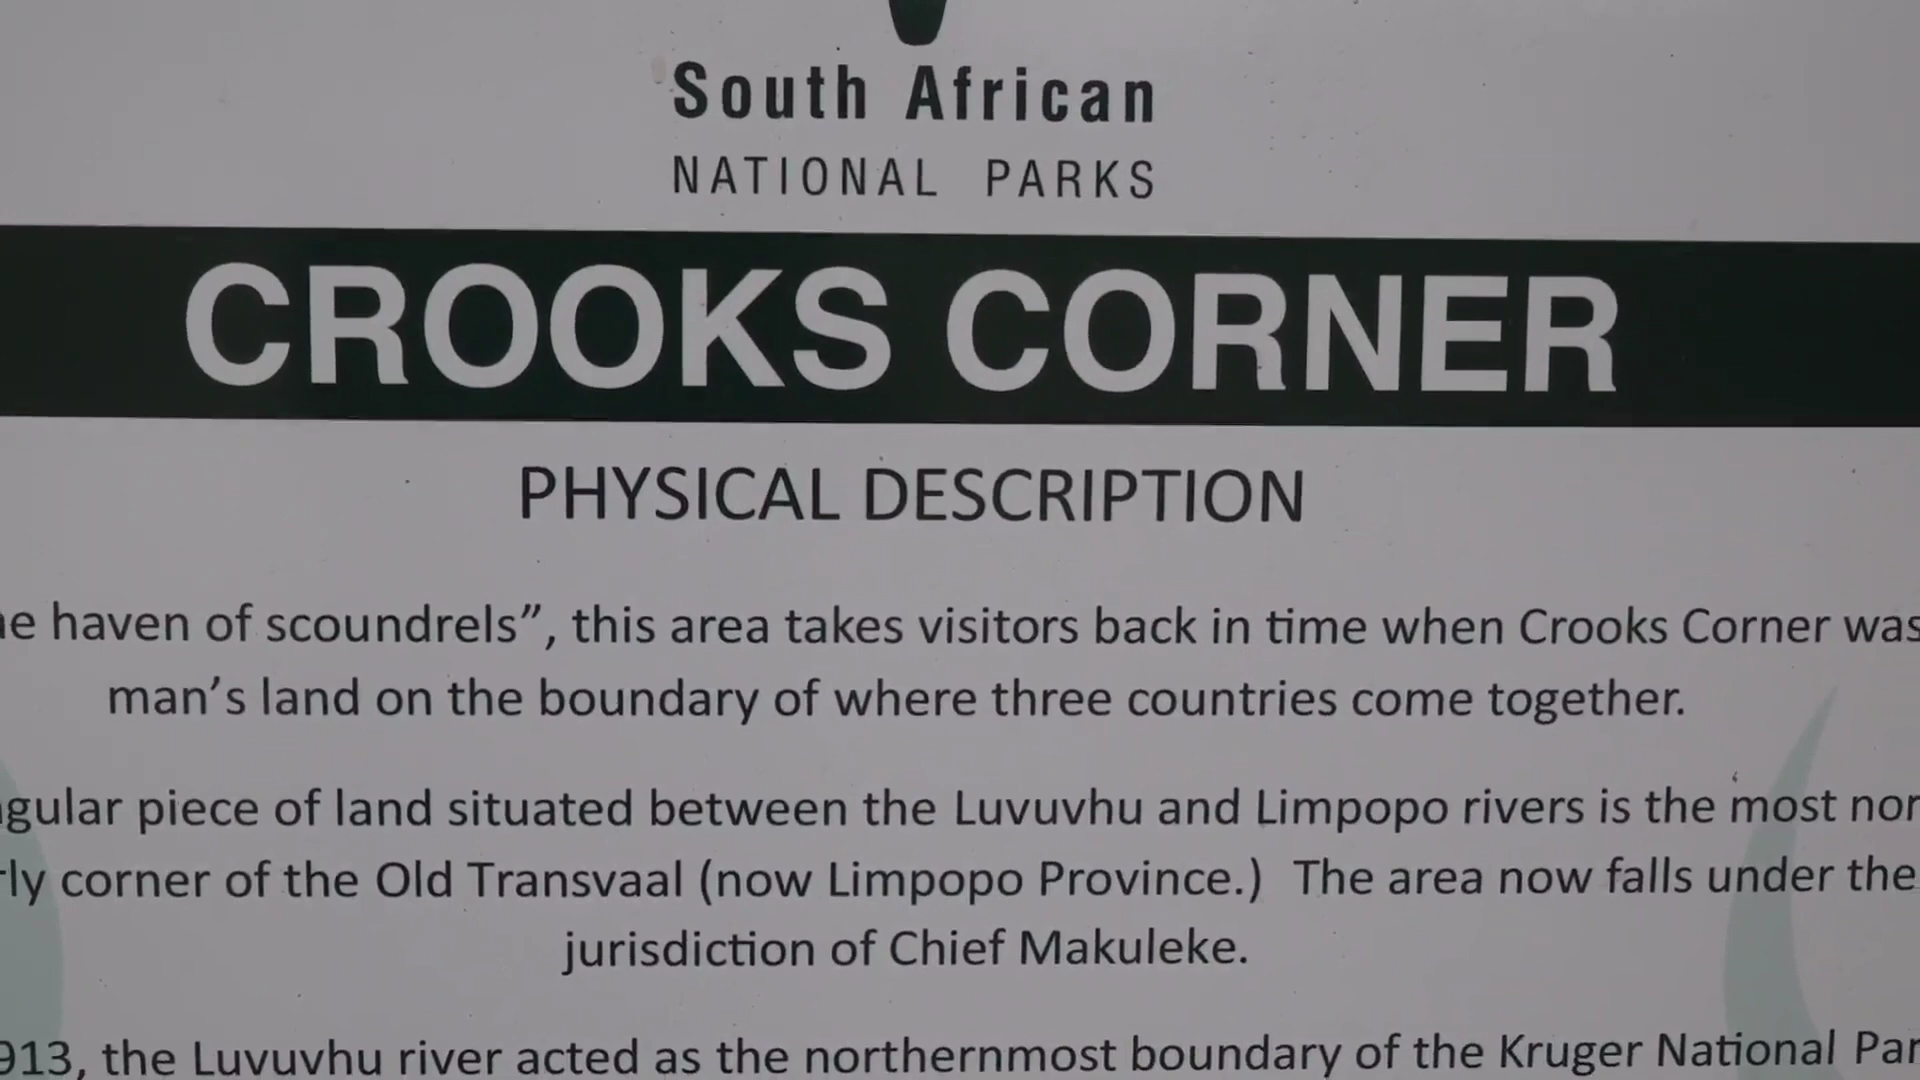 South African
NATIONAL PARKS
CROOKS CORNER
PHYSICAL DESCRIPTION
haven of scoundrels”, this area takes visitors back in time when Crooks Corner was
man’s land on the boundary of where three countries come together.
piece of land situated between the Luvuvhu and Limpopo rivers is the most
corner of the Old Transvaal (now Limpopo Province.) The area now falls under the
jurisdiction of Chief Makuleke.
913, the Luvuvhu river acted as the northernmost boundary of the Kruger National